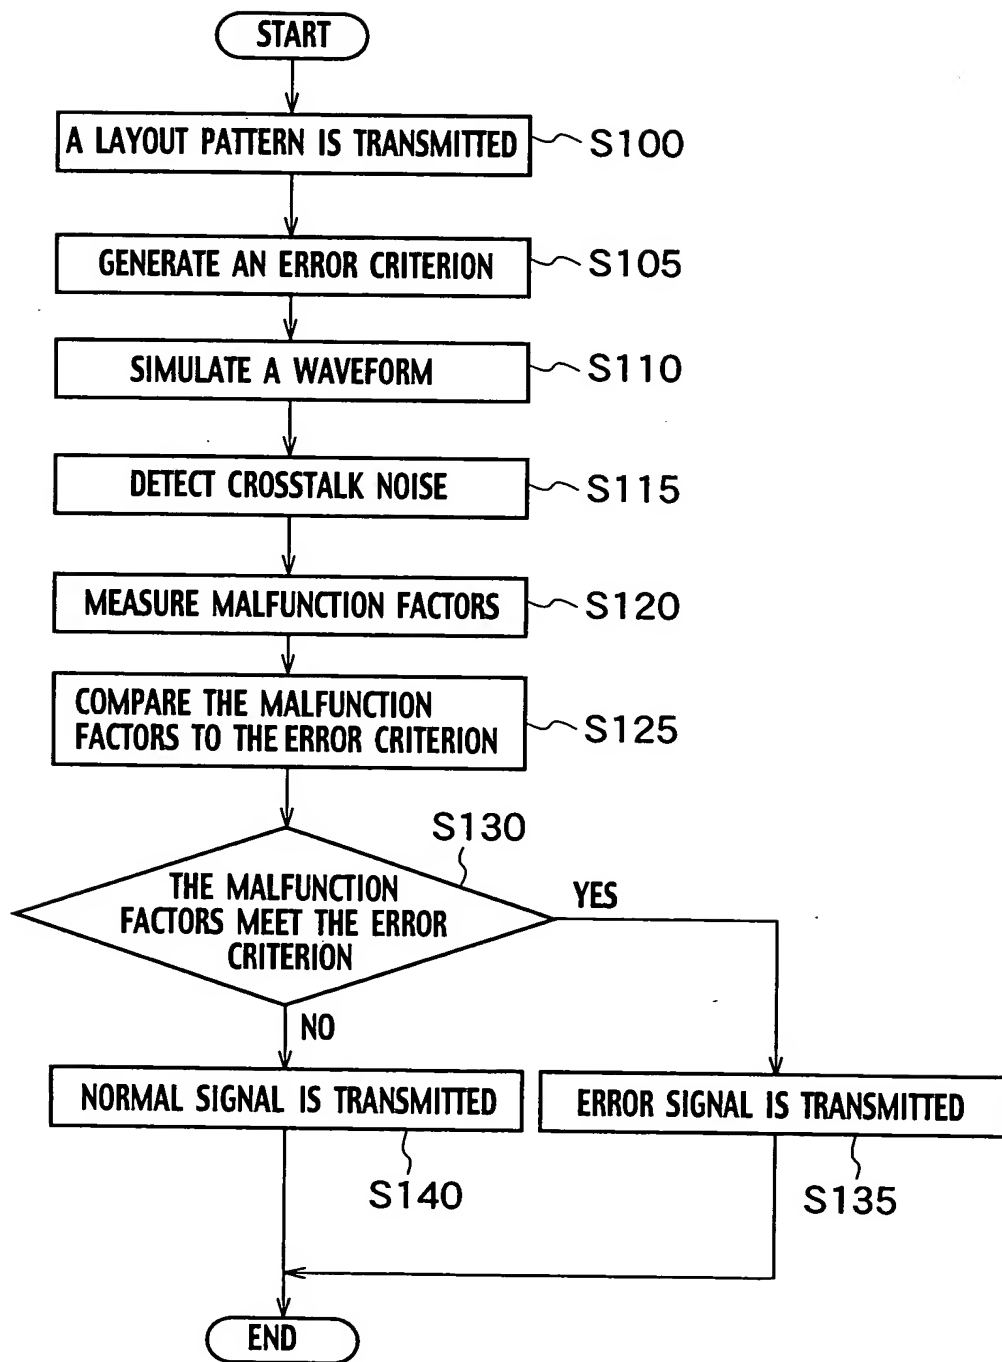 START
A LAYOUT PATTERN IS TRANSMITTED
S100
GENERATE AN ERROR CRITERION
S105
SIMULATE A WAVEFORM
S110
DETECT CROSSTALK NOISE
S115
MEASURE MALFUNCTION FACTORS
S120
COMPARE THE MALFUNCTION
FACTORS TO THE ERROR CRITERION
S125
S130
THE MALFUNCTION
FACTORS MEET THE ERROR
CRITERION
YES
NO
NORMAL SIGNAL IS TRANSMITTED
ERROR SIGNAL IS TRANSMITTED
S140
S135
END